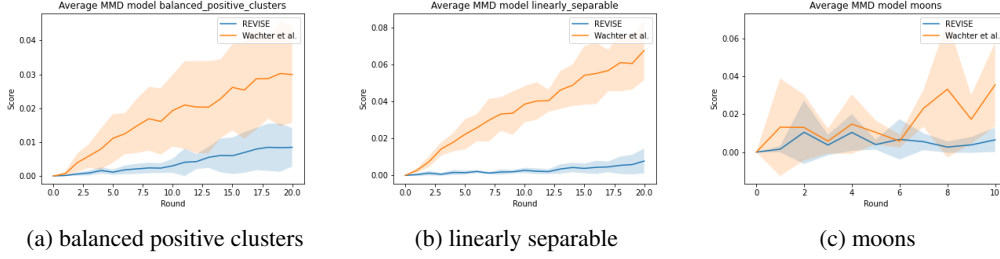 Average MMD model balanced_positive_clusters
REVISE
Wachter et al.
Score
0.04
0.03
0.02
0.01
0.00
0.0 2.5 5.0 7.5 10.0 12.5 15.0 17.5 20.0
Round
(a) balanced positive clusters
Average MMD model linearly_separable
REVISE
Wachter et al.
Score
0.08
0.06
0.04
0.02
0.00
0.0 2.5 5.0 7.5 10.0 12.5 15.0 17.5 20.0
Round
(b) linearly separable
Average MMD model moons
REVISE
Wachter et al.
Score
0.06
0.04
0.02
0.00
-0.02
0 2 4 6 8 10
Round
(c) moons